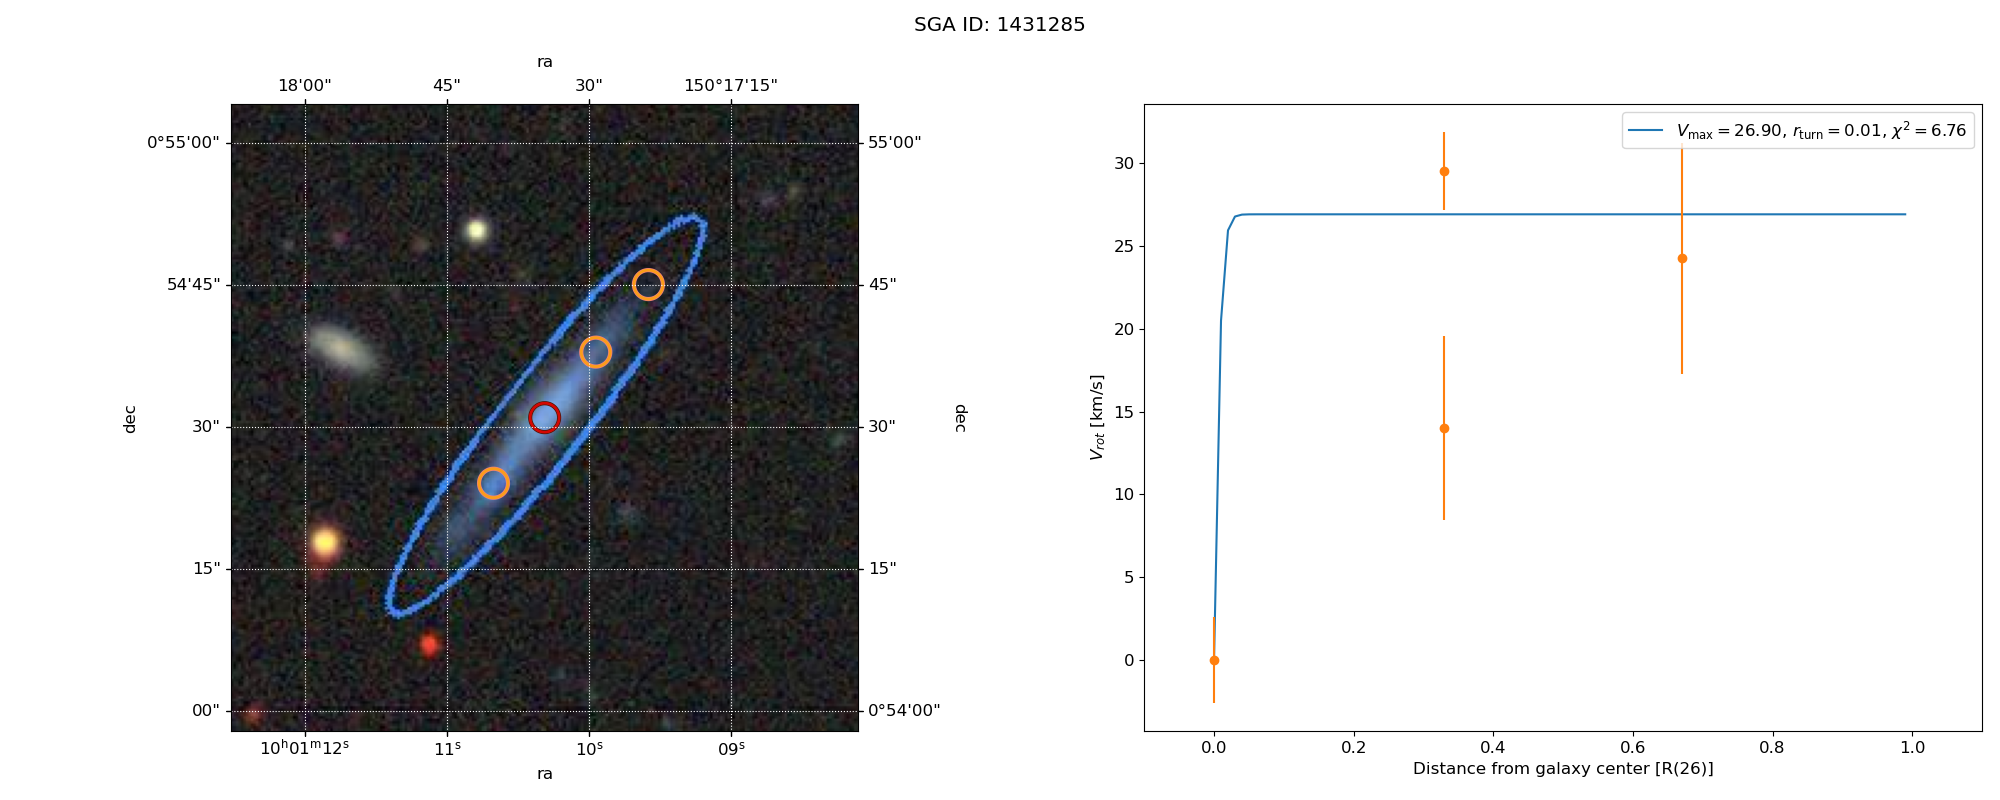 SGA ID: 1431285
ra
18'00" 45" 30" 150°17'15"
0°55'00" 55'00"
54'45" 45"
30" 30"
15" 15"
00" 0°54'00"
dec
dec
10ʰ01ᵐ12ˢ 11ˢ 10ˢ 09ˢ
ra
V_max = 26.90, r_turn = 0.01, χ² = 6.76
V_rot [km/s]
30
25
20
15
10
5
0
0.0 0.2 0.4 0.6 0.8 1.0
Distance from galaxy center [R(26)]